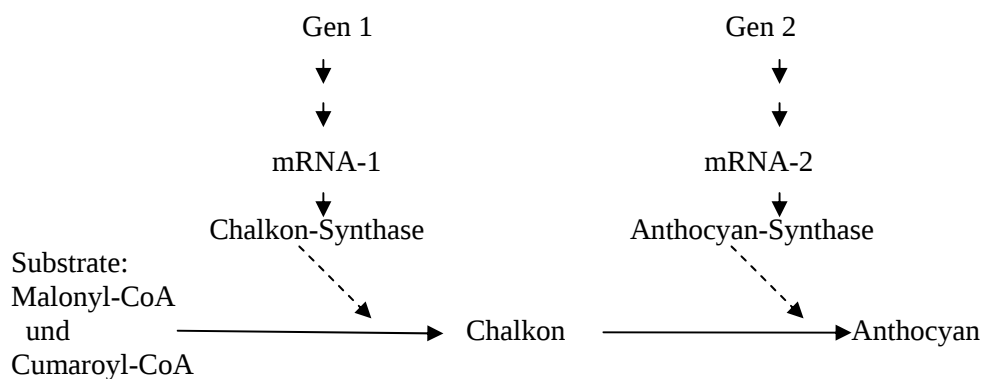 Gen 1 Gen 2
mRNA-1 mRNA-2
Chalkon-Synthase Anthocyan-Synthase
Substrate:
Malonyl-CoA
und Chalkon Anthocyan
Cumaroyl-CoA